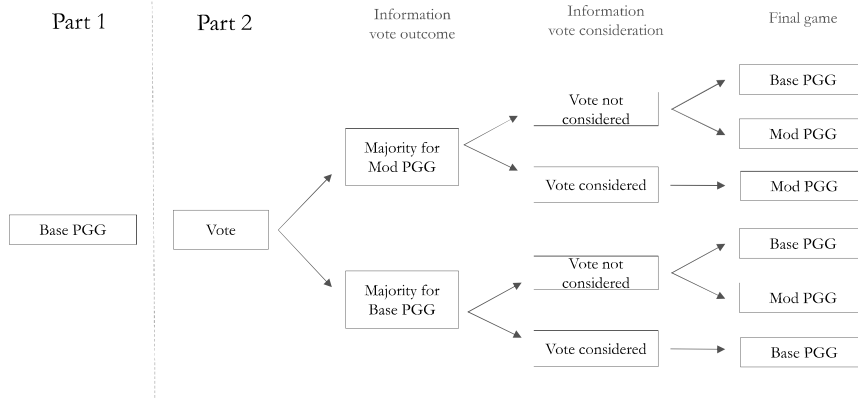 Part 1
Part 2
Information
vote outcome
Information
vote consideration
Final game
Base PGG
Vote
Majority for
Mod PGG
Majority for
Base PGG
Vote not
considered
Vote considered
Vote not
considered
Vote considered
Base PGG
Mod PGG
Mod PGG
Base PGG
Mod PGG
Base PGG